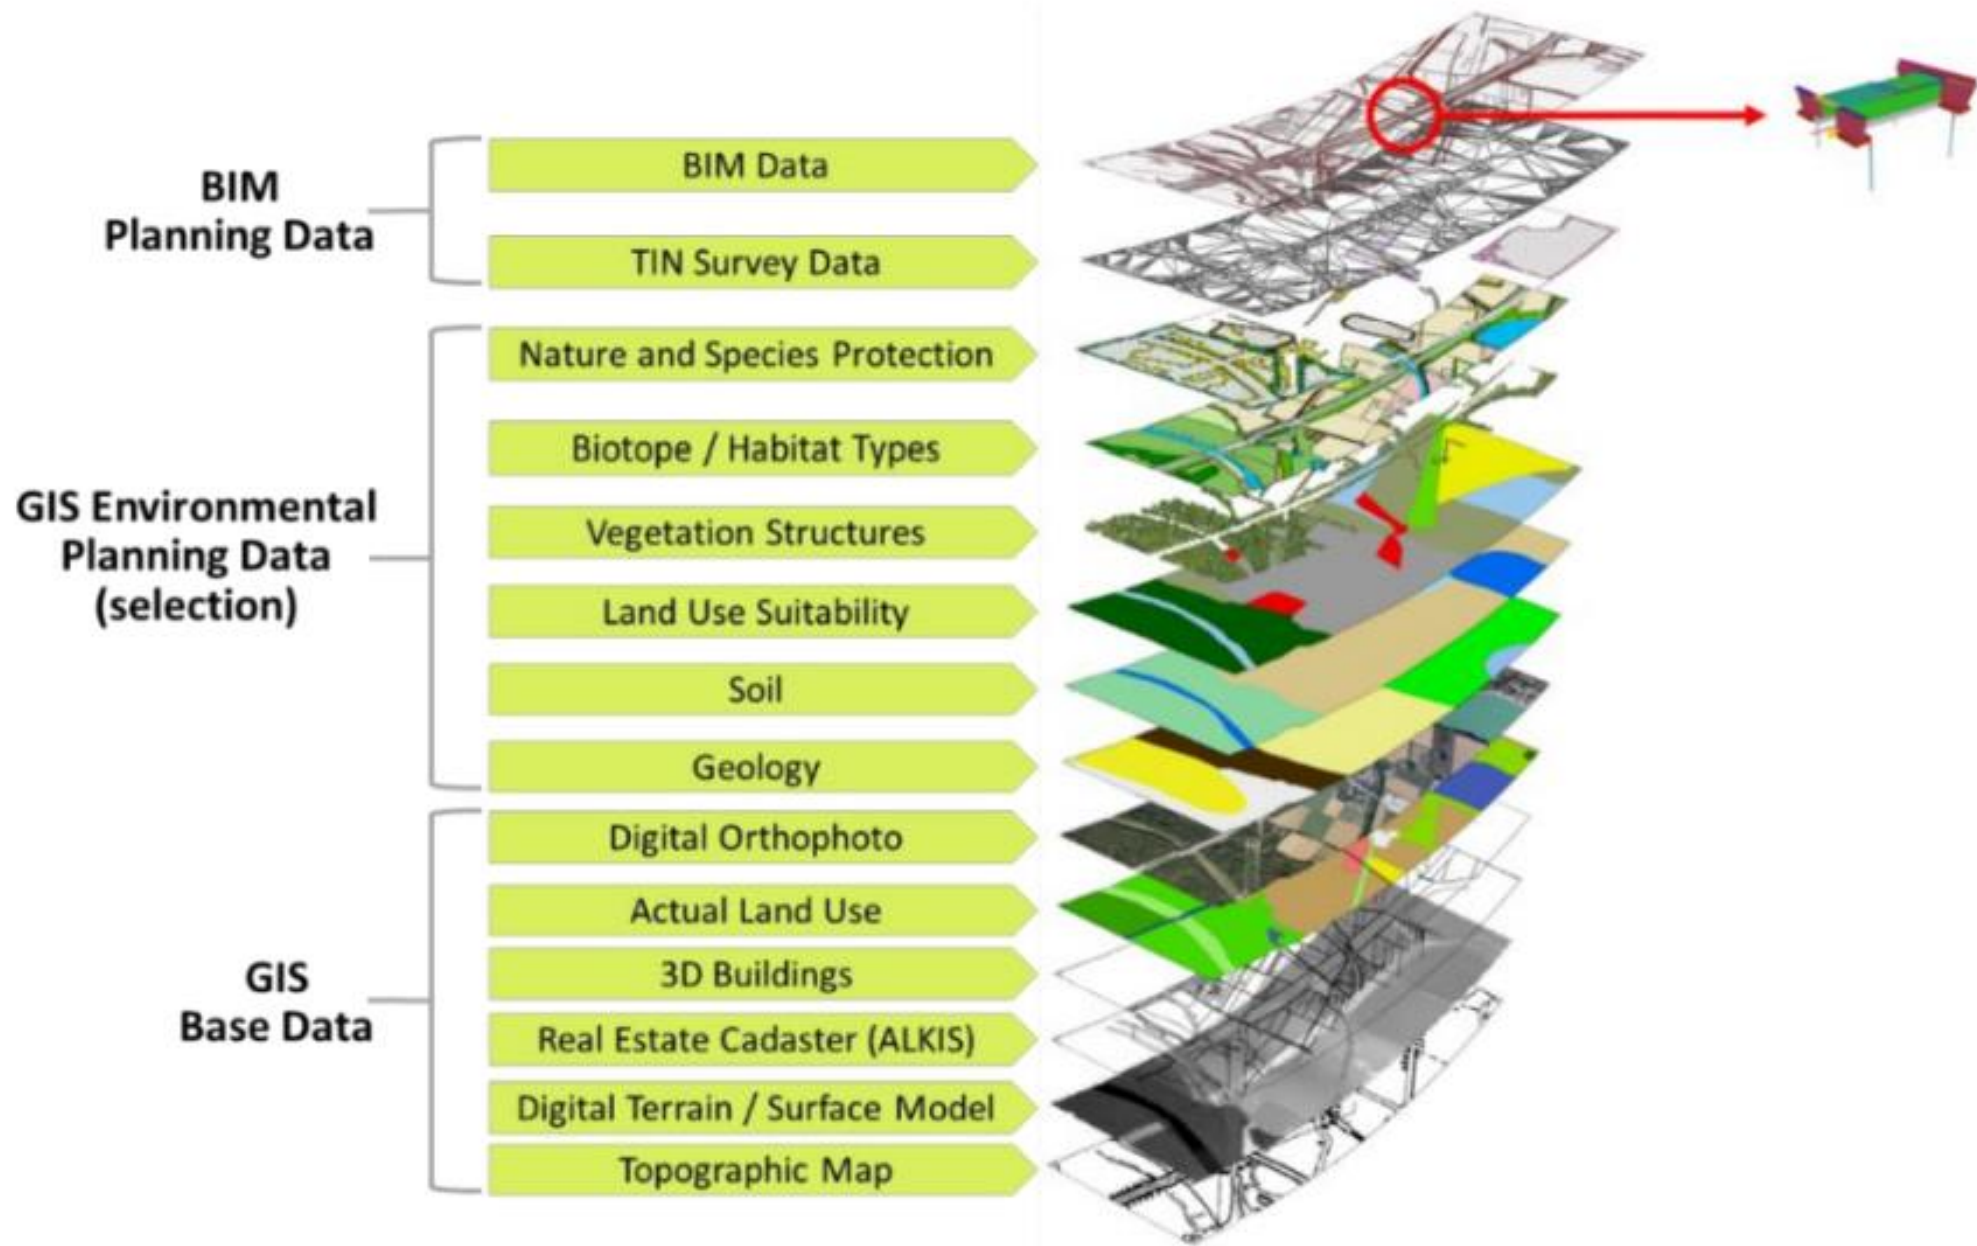 BIM
Planning Data
BIM Data
TIN Survey Data
GIS Environmental
Planning Data
(selection)
Nature and Species Protection
Biotope / Habitat Types
Vegetation Structures
Land Use Suitability
Soil
Geology
GIS
Base Data
Digital Orthophoto
Actual Land Use
3D Buildings
Real Estate Cadaster (ALKIS)
Digital Terrain / Surface Model
Topographic Map